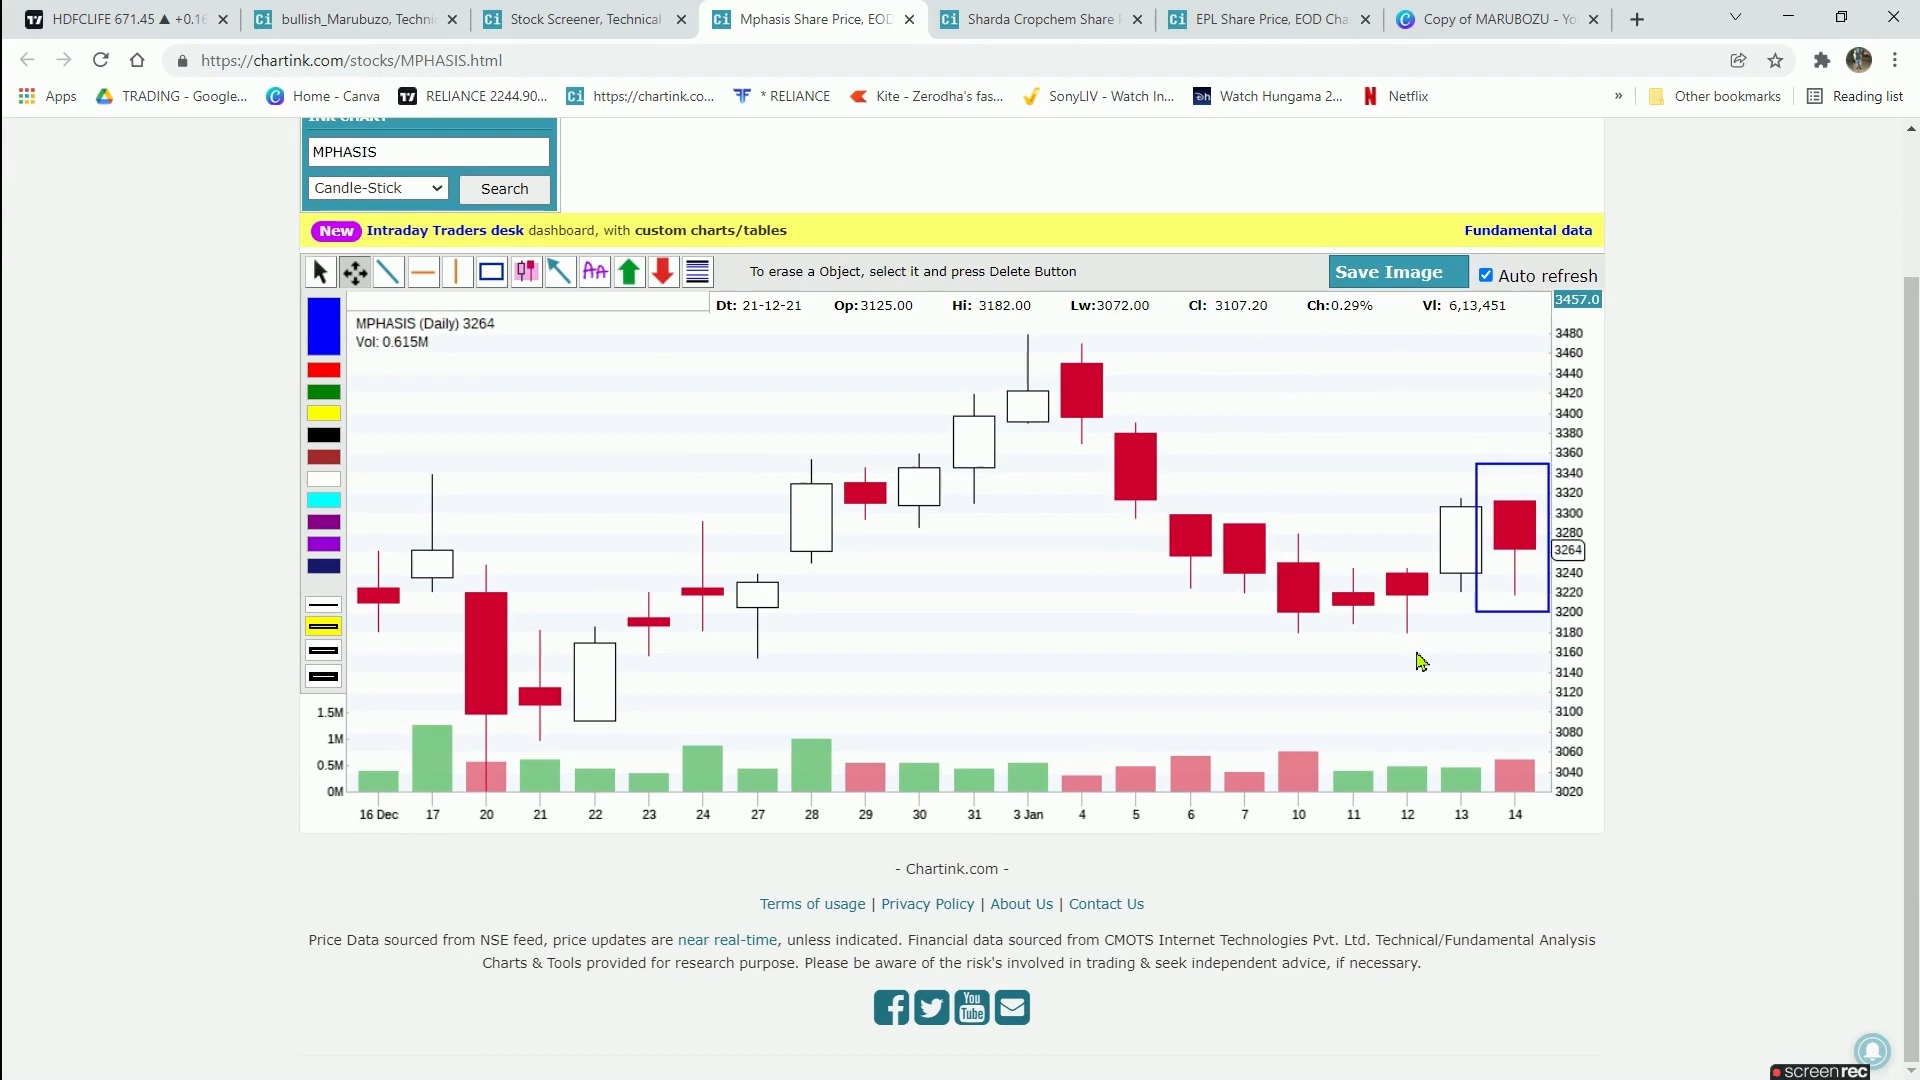 HDFCLIFE 671.45 ▲ +0.16
bullish_Marubuzo, Techni
Stock Screener, Technical
Mphasis Share Price, EOD
Sharda Cropchem Share P
EPL Share Price, EOD Cha
Copy of MARUBOZU - Yo
https://chartink.com/stocks/MPHASIS.html
Apps
TRADING - Google...
Home - Canva
RELIANCE 2244.90...
https://chartink.co...
* RELIANCE
Kite - Zerodha's fas...
SonyLIV - Watch In...
Watch Hungama 2...
Netflix
»
Other bookmarks
Reading list
INK CHART
MPHASIS
Candle-Stick
Search
New Intraday Traders desk dashboard, with custom charts/tables
Fundamental data
To erase a Object, select it and press Delete Button
Save Image
Auto refresh
Dt: 21-12-21 Op:3125.00 Hi: 3182.00 Lw:3072.00 Cl: 3107.20 Ch:0.29% Vl: 6,13,451
3457.0
MPHASIS (Daily) 3264
Vol: 0.615M
3480
3460
3440
3420
3400
3380
3360
3340
3320
3300
3280
3264
3240
3220
3200
3180
3160
3140
3120
3100
3080
3060
3040
3020
1.5M
1M
0.5M
0M
16 Dec 17 20 21 22 23 24 27 28 29 30 31 3 Jan 4 5 6 7 10 11 12 13 14
- Chartink.com -
Terms of usage | Privacy Policy | About Us | Contact Us
Price Data sourced from NSE feed, price updates are near real-time, unless indicated. Financial data sourced from CMOTS Internet Technologies Pvt. Ltd. Technical/Fundamental Analysis
Charts & Tools provided for research purpose. Please be aware of the risk's involved in trading & seek independent advice, if necessary.
You
Tube
screenrec